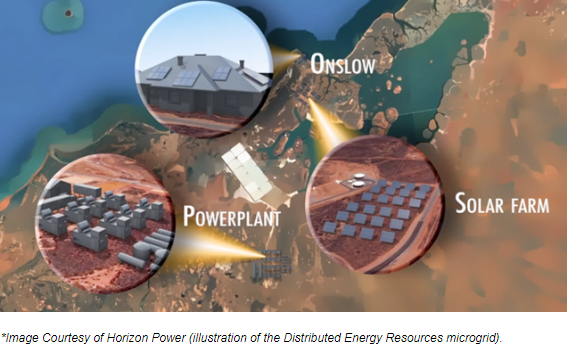 ONSLOW
POWERPLANT
SOLAR FARM
*Image Courtesy of Horizon Power (illustration of the Distributed Energy Resources microgrid).